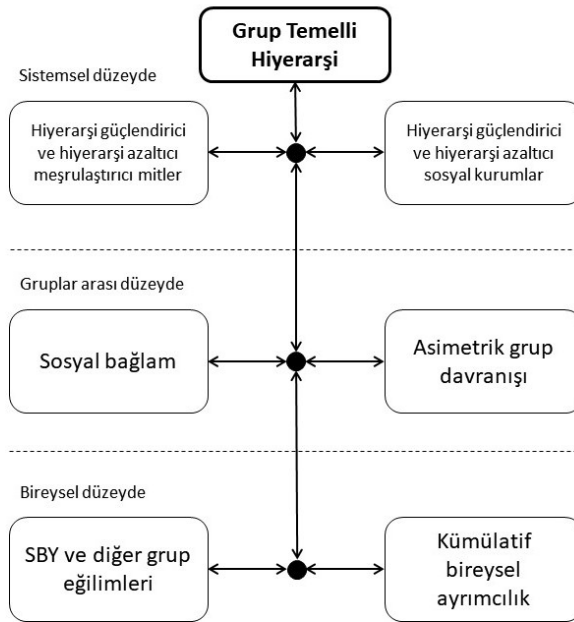 Grup Temelli
Hiyerarşi
Sistemsel düzeyde
Hiyerarşi güçlendirici
ve hiyerarşi azaltıcı
meşrulaştırıcı mitler
Hiyerarşi güçlendirici
ve hiyerarşi azaltıcı
sosyal kurumlar
Gruplar arası düzeyde
Sosyal bağlam
Asimetrik grup
davranışı
Bireysel düzeyde
SBY ve diğer grup
eğilimleri
Kümülatif
bireysel
ayrımcılık